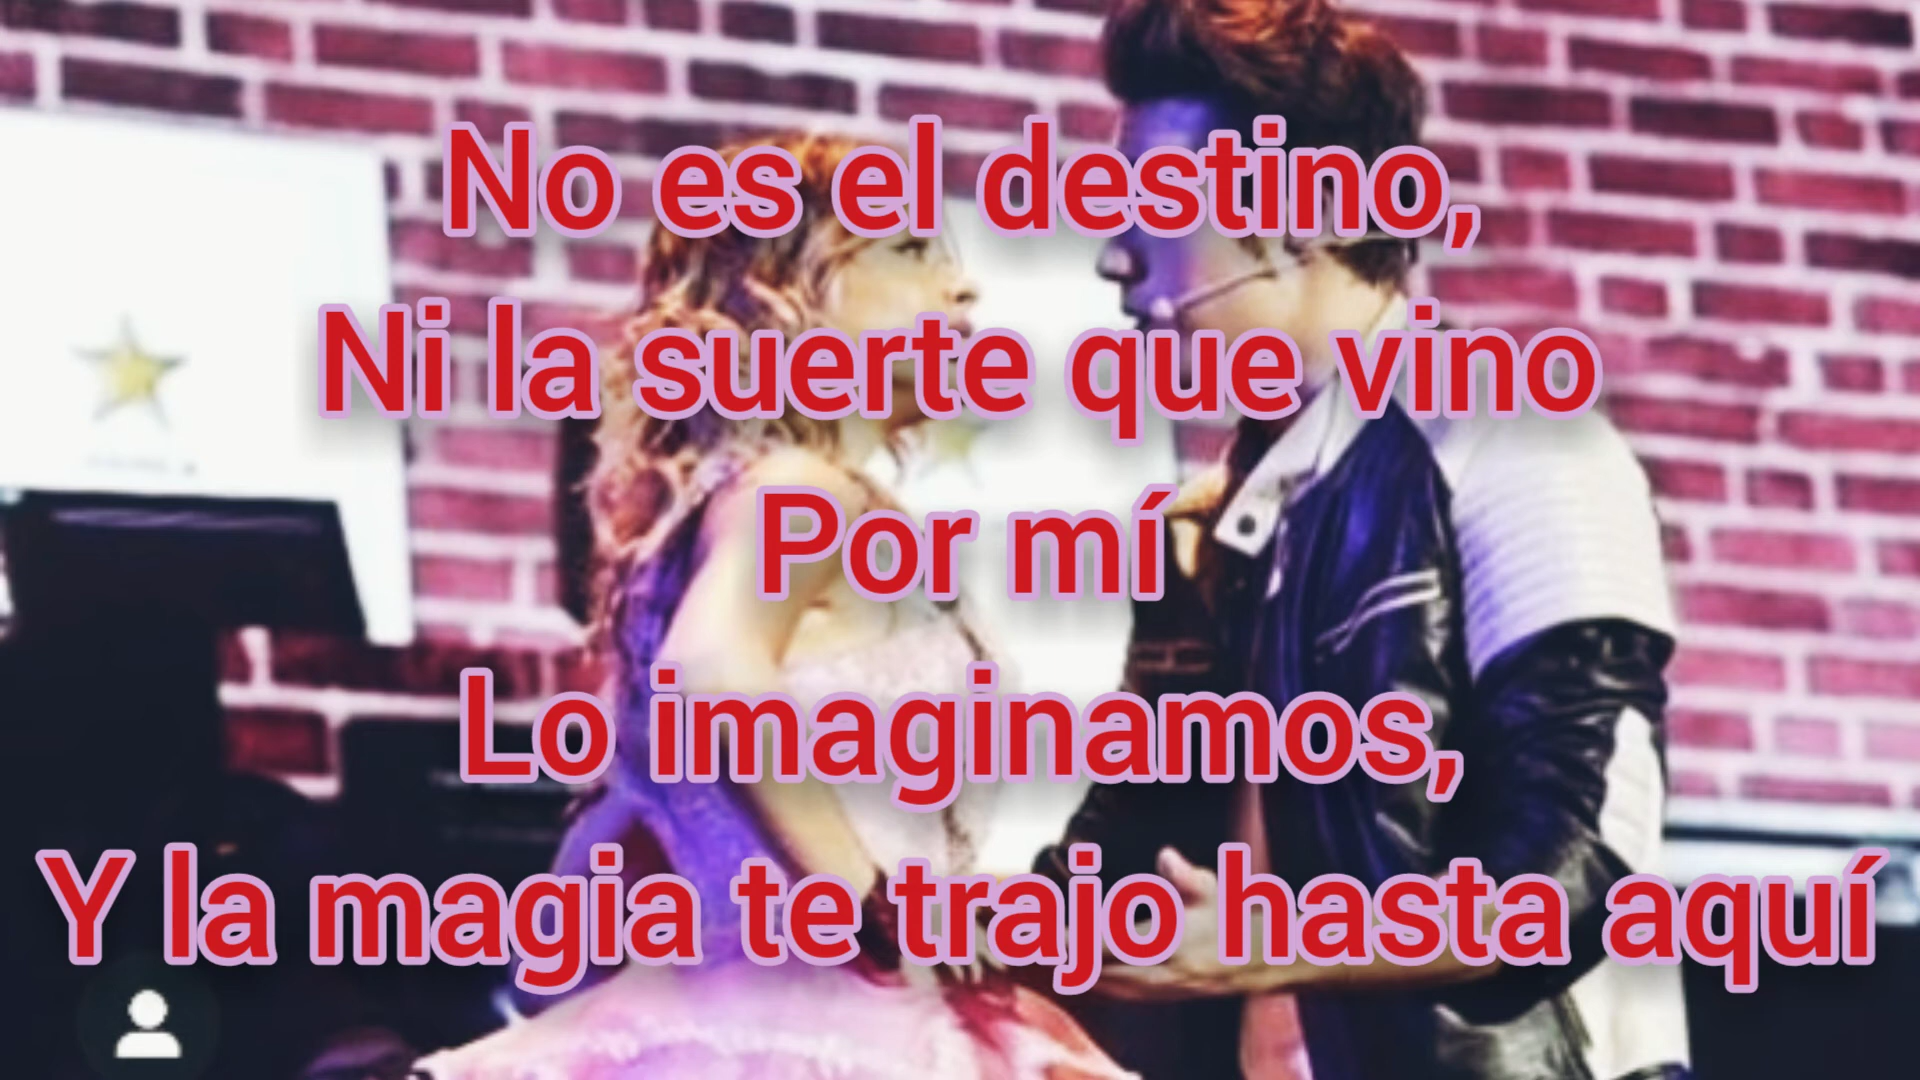 No es el destino,
Ni la suerte que vino
Por mí
Lo imaginamos,
Y la magia te trajo hasta aquí